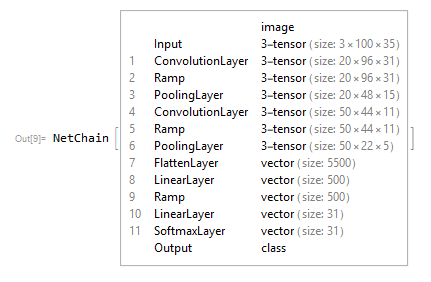 image
Input 3-tensor (size: 3×100×35)
1 ConvolutionLayer 3-tensor (size: 20×96×31)
2 Ramp 3-tensor (size: 20×96×31)
3 PoolingLayer 3-tensor (size: 20×48×15)
4 ConvolutionLayer 3-tensor (size: 50×44×11)
5 Ramp 3-tensor (size: 50×44×11)
Out[9]= NetChain [ 6 PoolingLayer 3-tensor (size: 50×22×5) ]
7 FlattenLayer vector (size: 5500)
8 LinearLayer vector (size: 500)
9 Ramp vector (size: 500)
10 LinearLayer vector (size: 31)
11 SoftmaxLayer vector (size: 31)
Output class